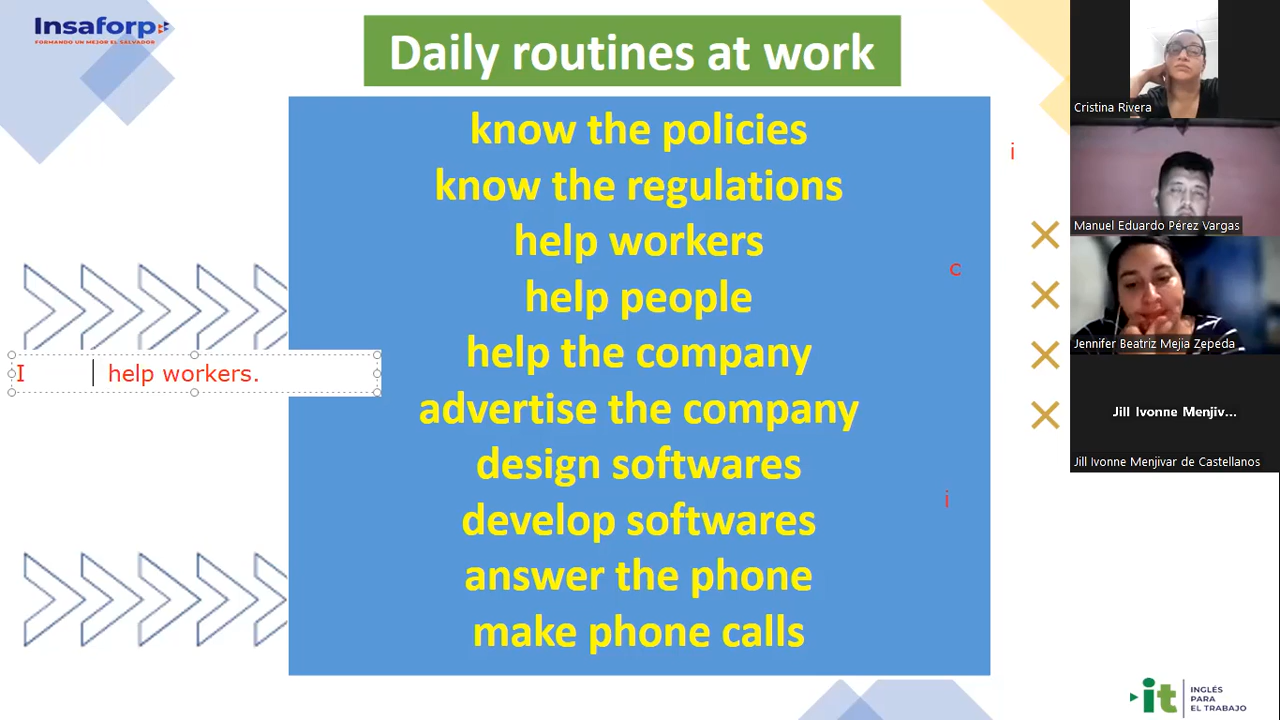 Insaforp
FORMANDO UN MEJOR EL SALVADOR
Daily routines at work
know the policies
know the regulations
help workers
help people
help the company
advertise the company
design softwares
develop softwares
answer the phone
make phone calls
I help workers.
i
c
i
Cristina Rivera
Manuel Eduardo Pérez Vargas
Jennifer Beatriz Mejia Zepeda
Jill Ivonne Menjiv...
Jill Ivonne Menjivar de Castellanos
it
INGLÉS
PARA
EL TRABAJO